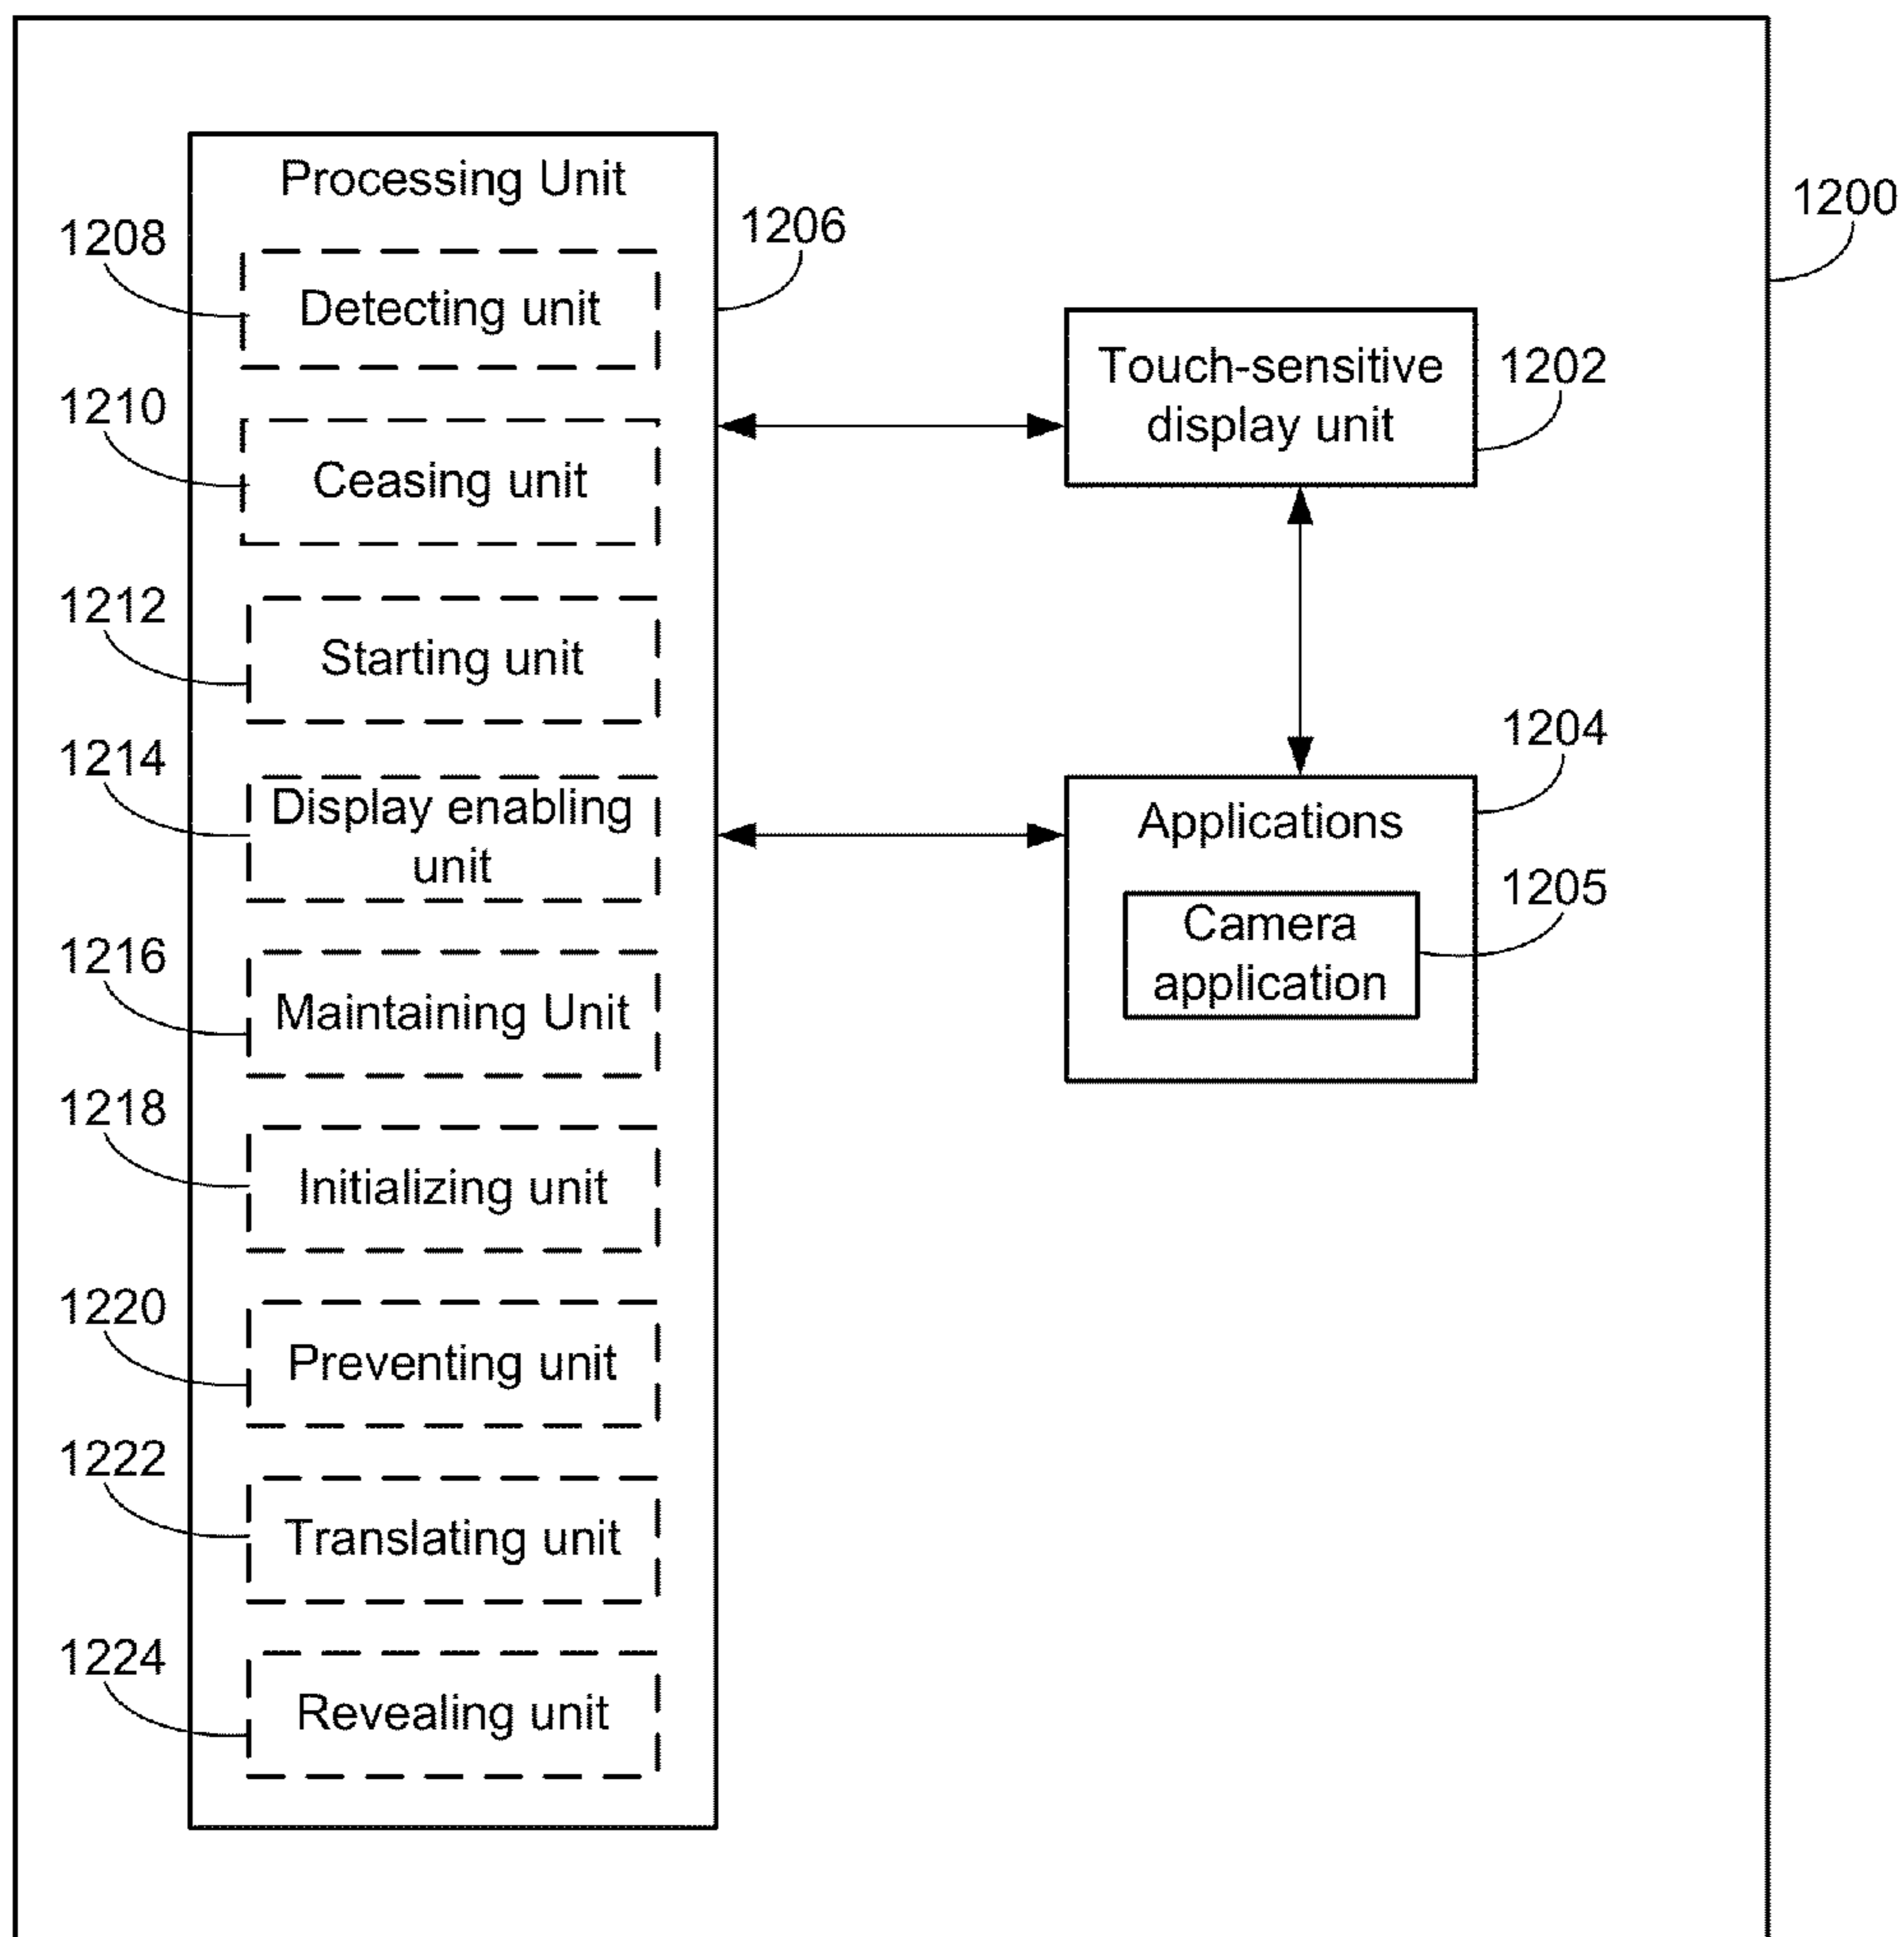 Processing Unit
1208
Detecting unit
1210
Ceasing unit
1212
Starting unit
1214
Display enabling
unit
1216
Maintaining Unit
1218
Initializing unit
1220
Preventing unit
1222
Translating unit
1224
Revealing unit
1206
1200
Touch-sensitive
display unit
1202
1204
Applications
1205
Camera
application